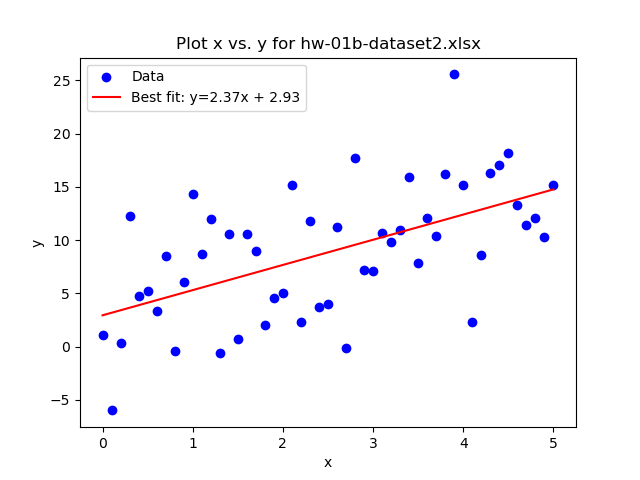 Plot x vs. y for hw-01b-dataset2.xlsx
Data
Best fit: y=2.37x + 2.93
25
20
15
10
5
0
−5
y
0 1 2 3 4 5
x